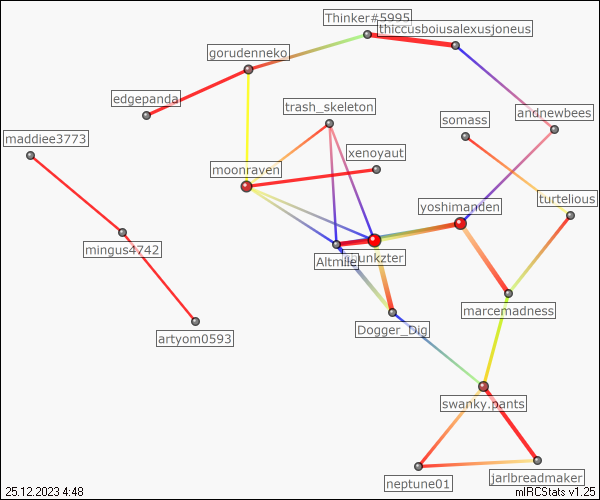 Thinker#5995
thiccusboiusalexusjoneus
gorudenneko
edgepanda
trash_skeleton
andnewbees
somass
maddiee3773
xenoyaut
moonraven
turtelious
yoshimanden
mingus4742
Altmile
unkzter
marcemadness
Dogger_Dig
artyom0593
swanky.pants
neptune01
jarlbreadmaker
25.12.2023 4:48
mIRCStats v1.25